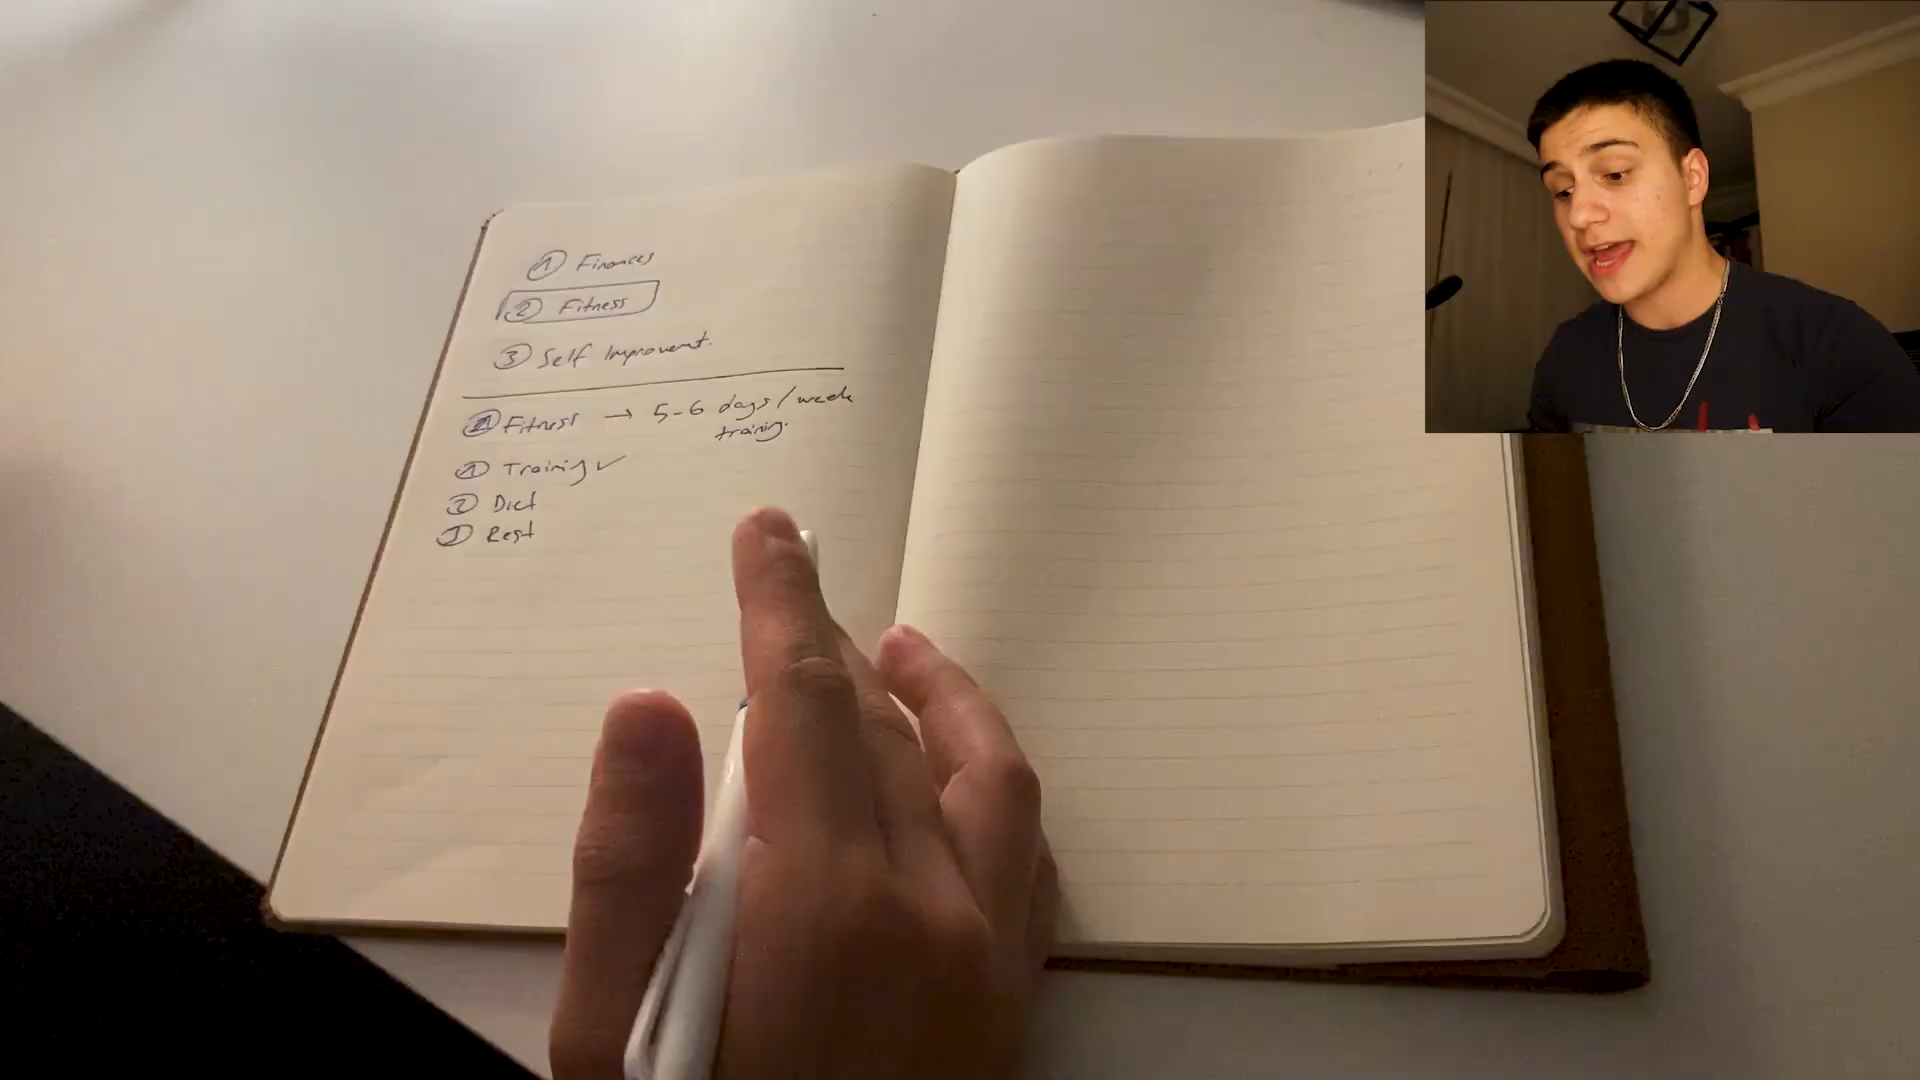 ① Finances
② Fitness
③ Self Improvement.
② Fitness → 5-6 days/week
training.
① Training ✓
② Diet
① Rest